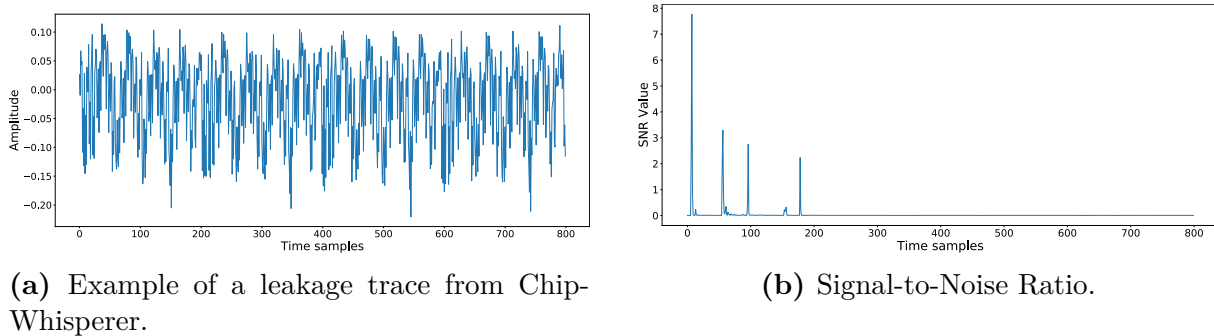 0.10
0.05
0.00
−0.05
−0.10
−0.15
−0.20
Amplitude
0 100 200 300 400 500 600 700 800
Time samples
(a) Example of a leakage trace from Chip-
Whisperer.
8
7
6
5
4
3
2
1
0
SNR Value
0 100 200 300 400 500 600 700 800
Time samples
(b) Signal-to-Noise Ratio.